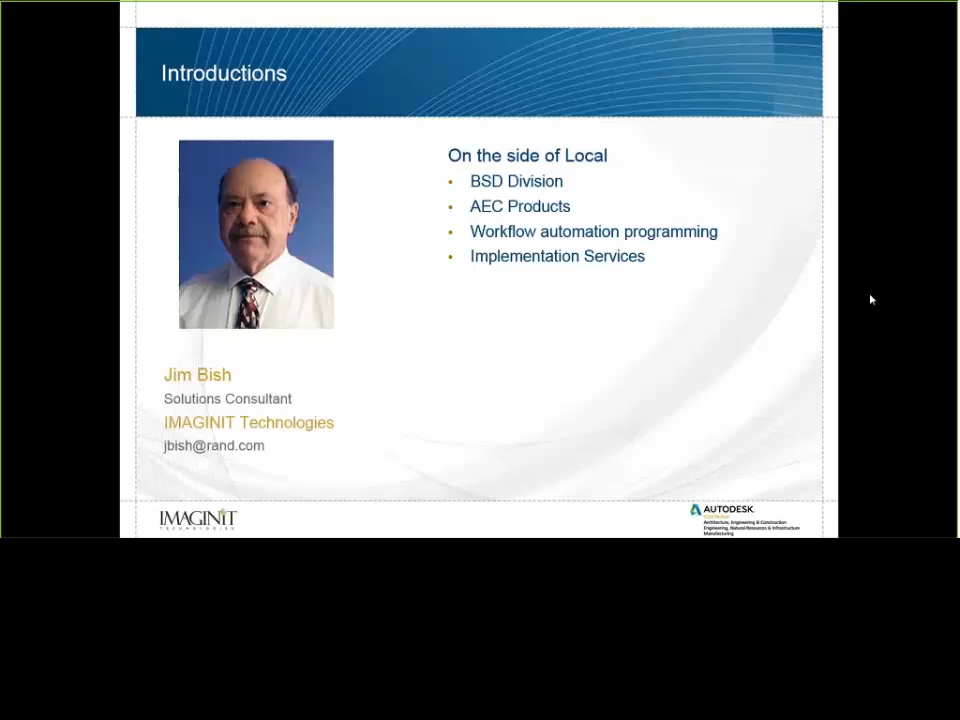 Introductions
On the side of Local
• BSD Division
• AEC Products
• Workflow automation programming
• Implementation Services
Jim Bish
Solutions Consultant
IMAGINIT Technologies
jbish@rand.com
IMAGINIT
TECHNOLOGIES
AUTODESK.
Architecture, Engineering & Construction
Engineering, Natural Resources & Infrastructure
Manufacturing